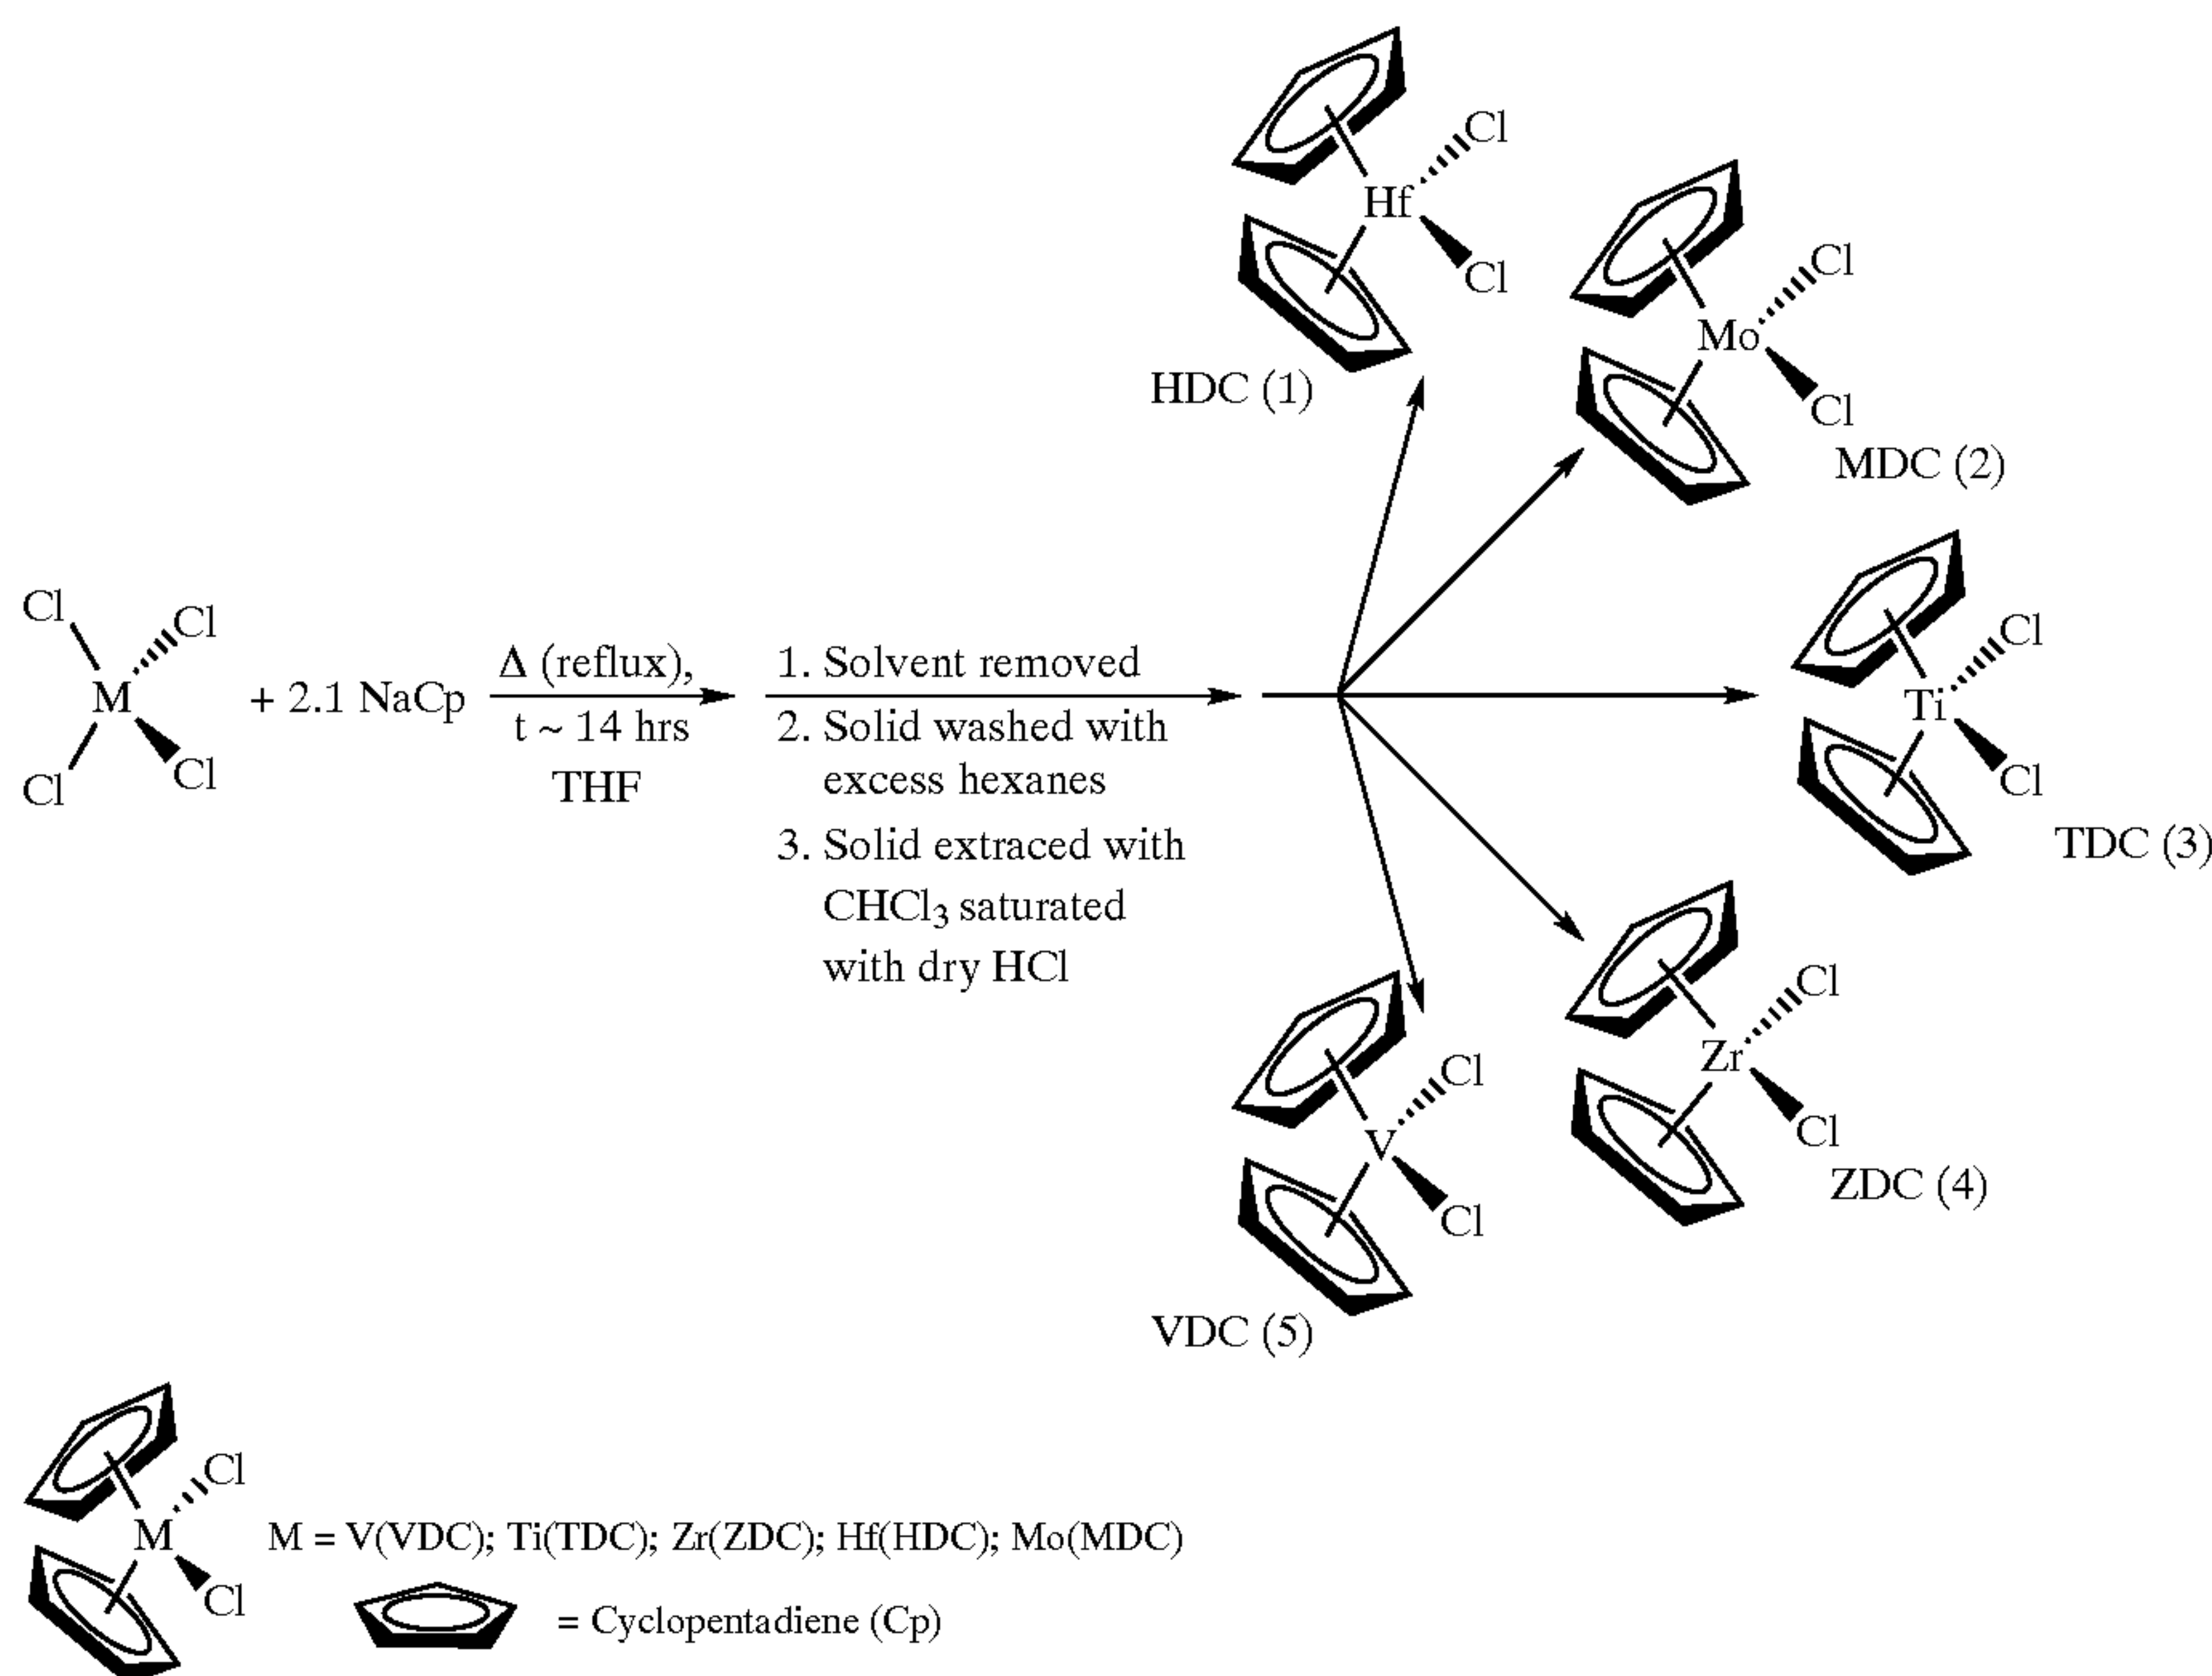 Cl
Cl
Hf
Cl
Mo
HDC (1)
Cl
MDC (2)
Cl
Cl
M
Cl
Cl
+ 2.1 NaCp
Δ (reflux),
t ~ 14 hrs
THF
1. Solvent removed
2. Solid washed with
excess hexanes
3. Solid extraced with
CHCl₃ saturated
with dry HCl
Cl
Ti
Cl
TDC (3)
Cl
Zr
Cl
ZDC (4)
Cl
V
Cl
VDC (5)
Cl
M
Cl
M = V(VDC); Ti(TDC); Zr(ZDC); Hf(HDC); Mo(MDC)
= Cyclopentadiene (Cp)